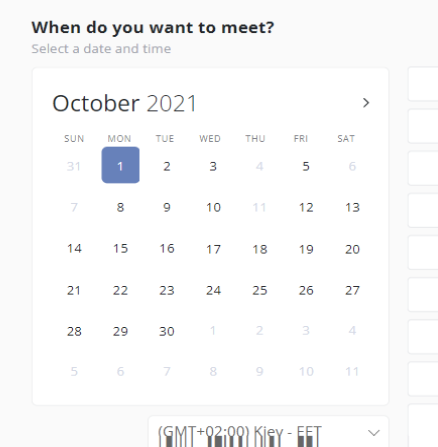 When do you want to meet?
Select a date and time
October 2021
SUN MON TUE WED THU FRI SAT
31 1 2 3 4 5 6
7 8 9 10 11 12 13
14 15 16 17 18 19 20
21 22 23 24 25 26 27
28 29 30 1 2 3 4
5 6 7 8 9 10 11
(GMT+02:00) Kiev - EET